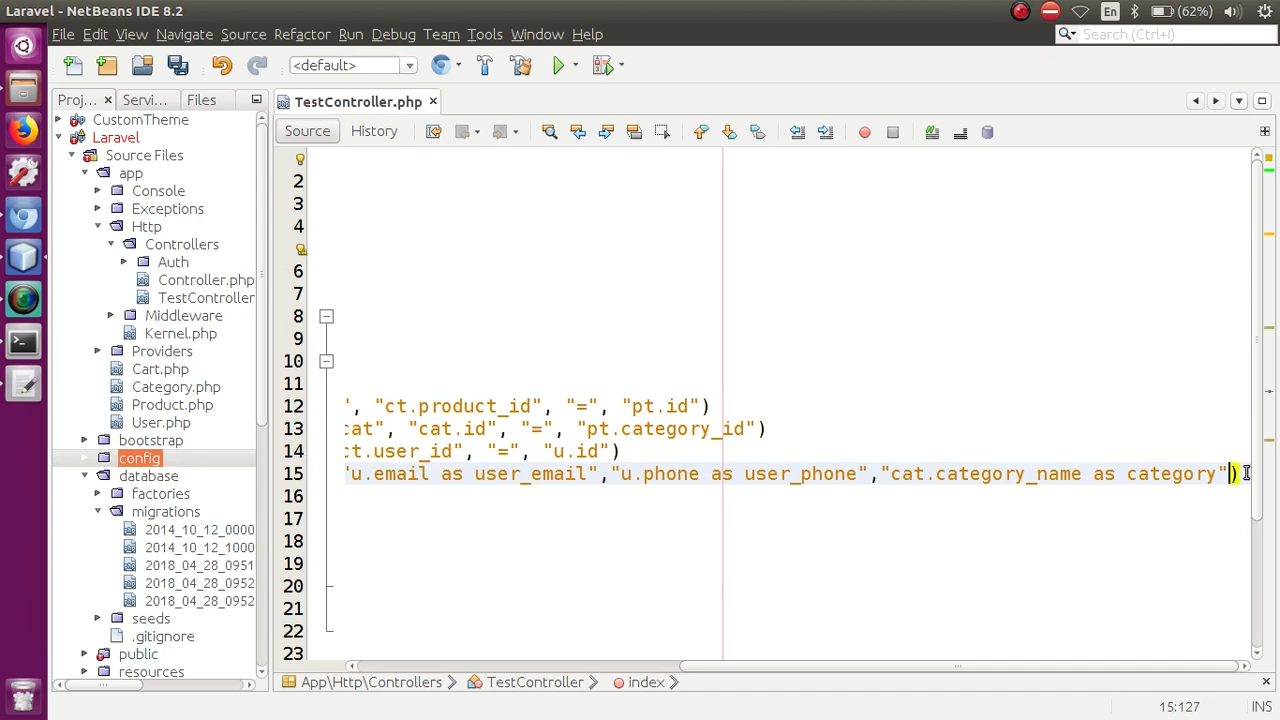 Laravel - NetBeans IDE 8.2
En
(62%)
File Edit View Navigate Source Refactor Run Debug Team Tools Window Help
Search (Ctrl+I)
<default>
Proj...
Servi...
Files
TestController.php
Source
History
CustomTheme
Laravel
Source Files
app
Console
Exceptions
Http
Controllers
Auth
Controller.php
TestController
Middleware
Kernel.php
Providers
Cart.php
Category.php
Product.php
User.php
bootstrap
config
database
factories
migrations
2014_10_12_0000
2014_10_12_1000
2018_04_28_0951
2018_04_28_0952
2018_04_28_0952
seeds
.gitignore
public
resources
2
3
4
6
7
8
9
10
11
12 ", "ct.product_id", "=", "pt.id")
13 cat", "cat.id", "=", "pt.category_id")
14 ct.user_id", "=", "u.id")
15 "u.email as user_email","u.phone as user_phone","cat.category_name as category")
16
17
18
19
20
21
22
23
App\Http\Controllers
TestController
index
15:127
INS